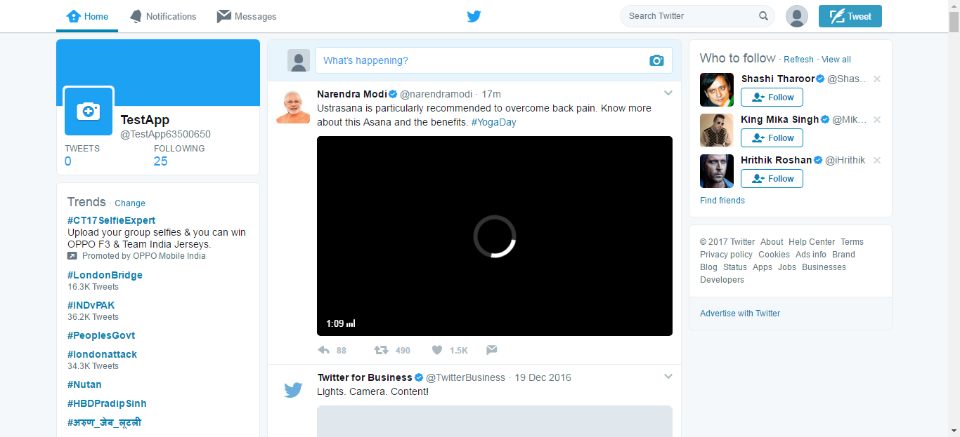 Home
Notifications
Messages
Search Twitter
Tweet
TestApp
@TestApp63500650
TWEETS
FOLLOWING
0
25
Trends · Change
#CT17SelfieExpert
Upload your group selfies & you can win
OPPO F3 & Team India Jerseys.
Promoted by OPPO Mobile India
#LondonBridge
16.3K Tweets
#INDvPAK
36.2K Tweets
#PeoplesGovt
#londonattack
34.3K Tweets
#Nutan
#HBDPradipSinh
#अरुण_जेब_लूटली
What's happening?
Narendra Modi @narendramodi · 17m
Ustrasana is particularly recommended to overcome back pain. Know more
about this Asana and the benefits. #YogaDay
1:09
88
490
1.5K
Twitter for Business @TwitterBusiness · 19 Dec 2016
Lights. Camera. Content!
Who to follow · Refresh · View all
Shashi Tharoor @Shas...
Follow
King Mika Singh @Mik...
Follow
Hrithik Roshan @iHrithik
Follow
Find friends
© 2017 Twitter About Help Center Terms
Privacy policy Cookies Ads info Brand
Blog Status Apps Jobs Businesses
Developers
Advertise with Twitter